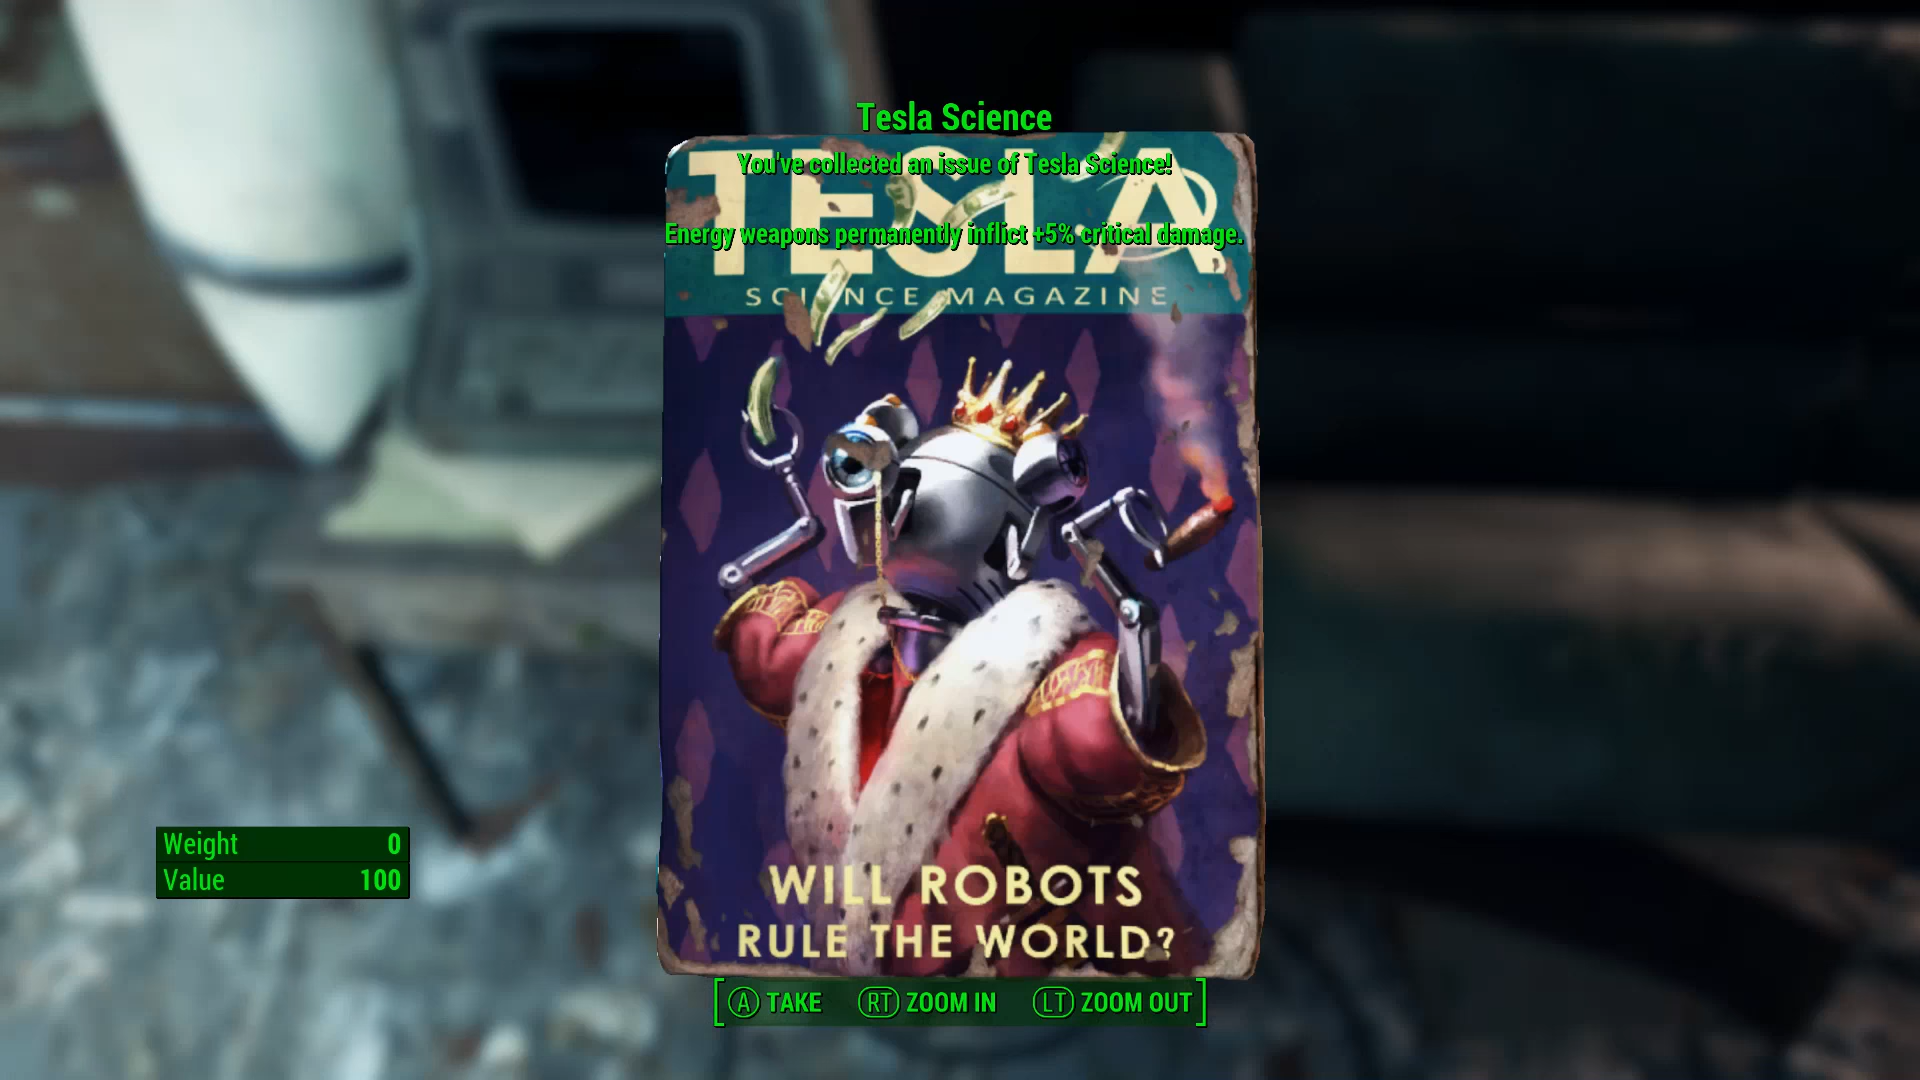 Tesla Science
You've collected an issue of Tesla Science!
TESLA
Energy weapons permanently inflict +5% critical damage.
SCIENCE MAGAZINE
WILL ROBOTS
RULE THE WORLD?
Weight 0
Value 100
A TAKE RT ZOOM IN LT ZOOM OUT